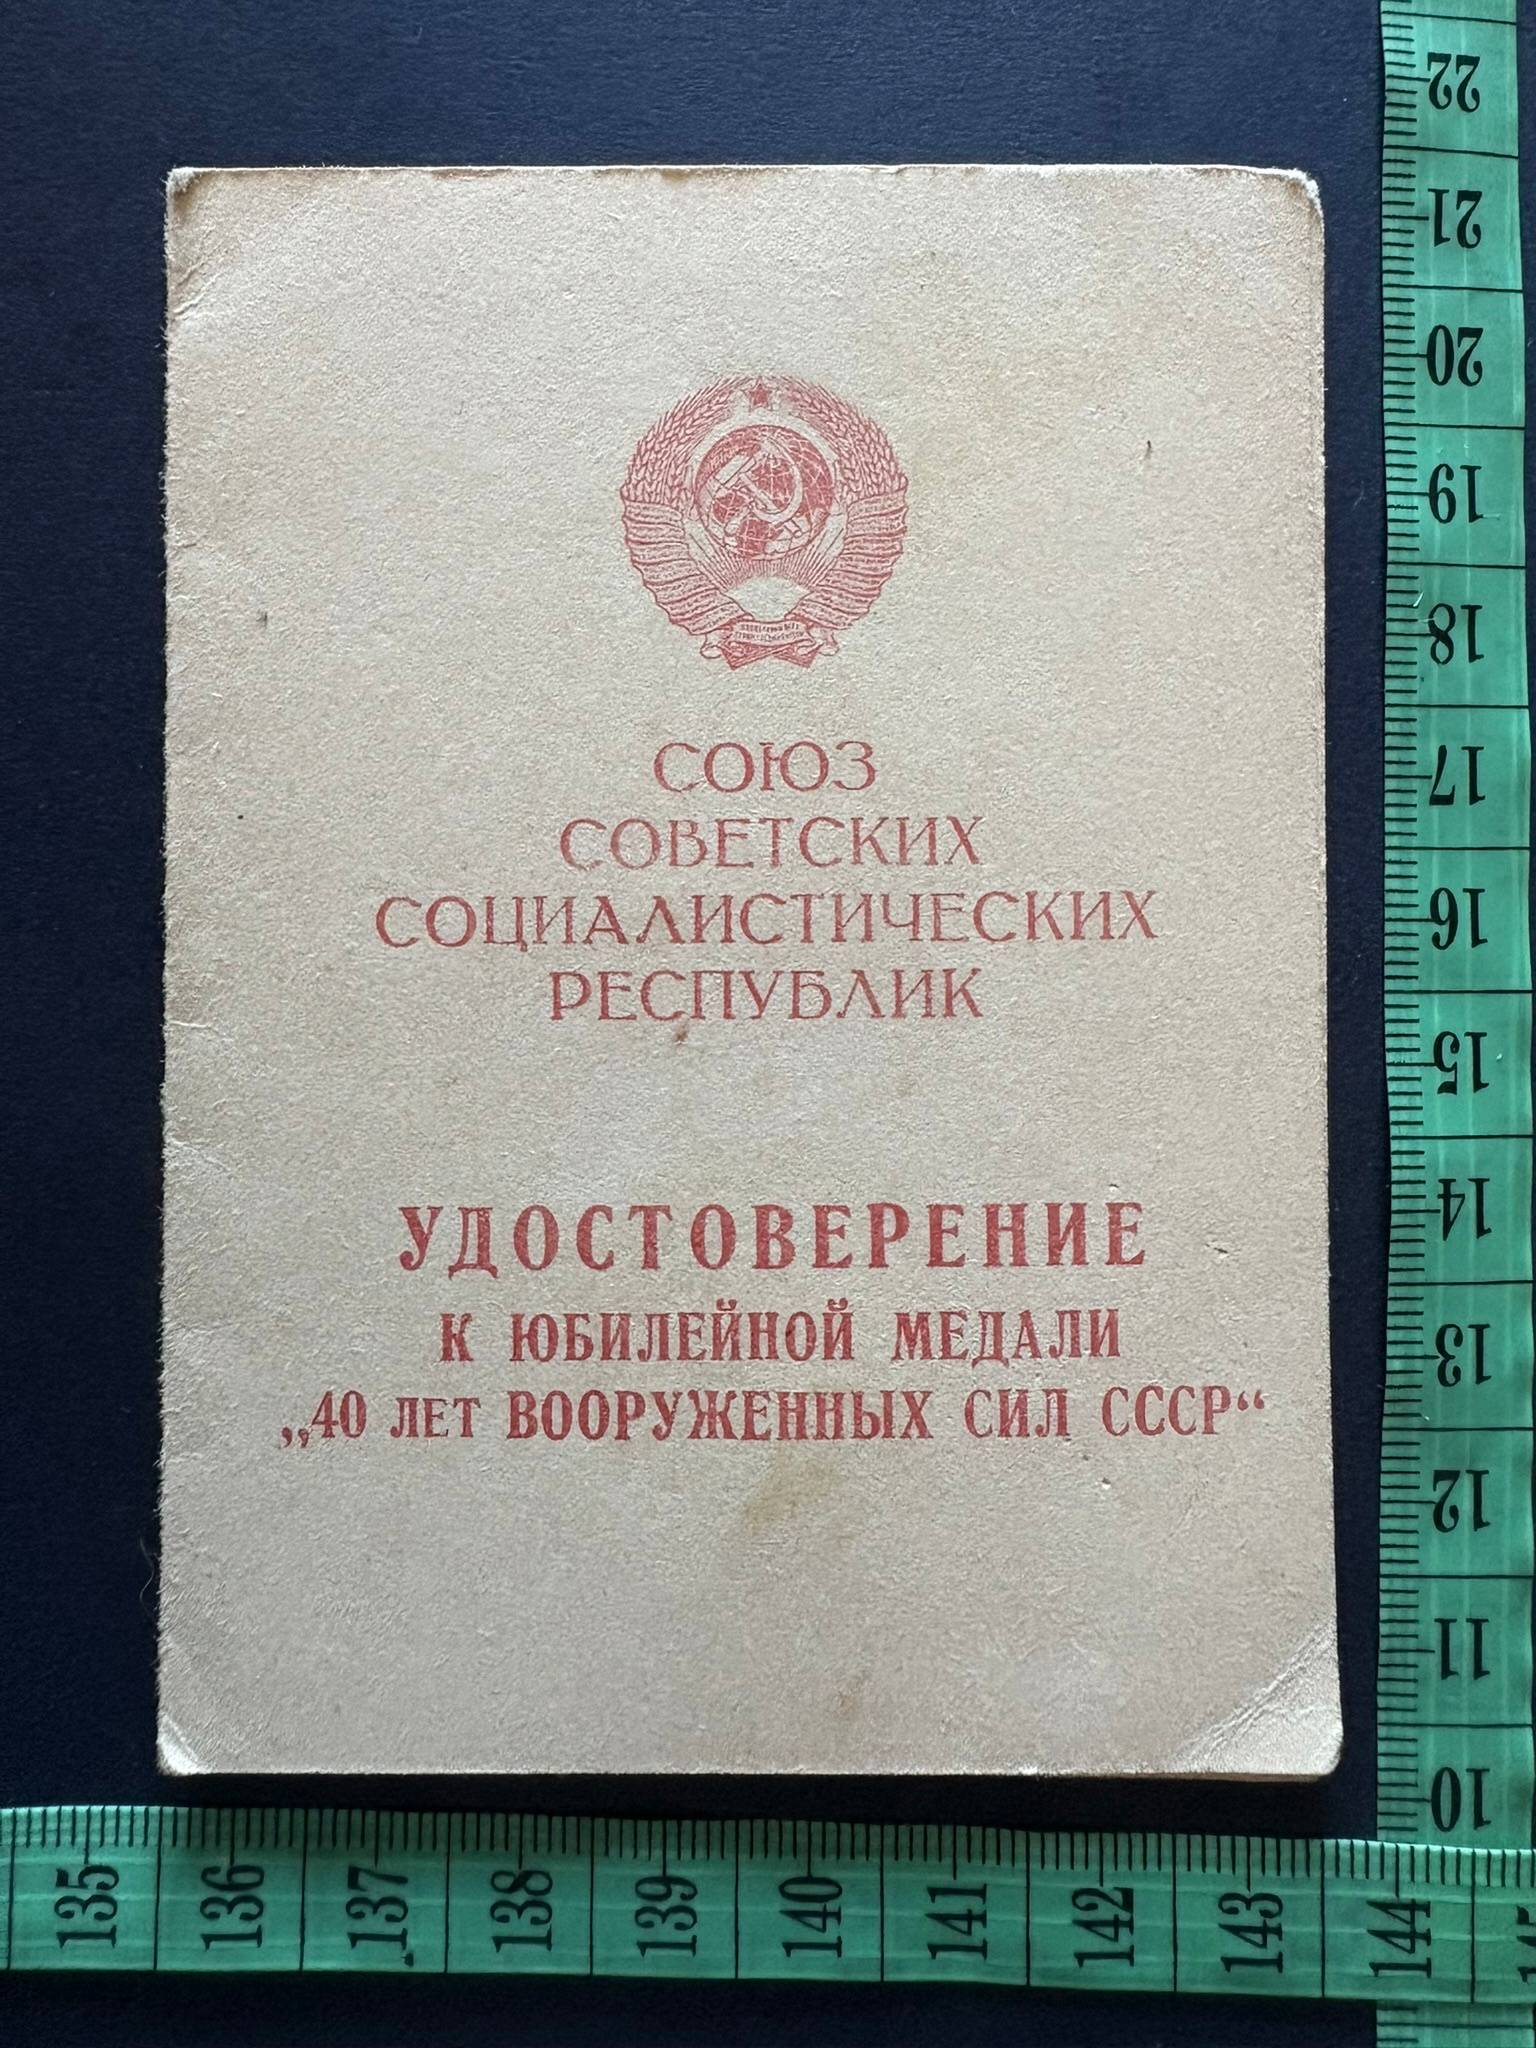 СОЮЗ
СОВЕТСКИХ
СОЦИАЛИСТИЧЕСКИХ
РЕСПУБЛИК
УДОСТОВЕРЕНИЕ
К ЮБИЛЕЙНОЙ МЕДАЛИ
„40 ЛЕТ ВООРУЖЕННЫХ СИЛ СССР“
22
21
20
19
18
17
16
15
14
13
12
11
10
135 136 137 138 139 140 141 142 143 144